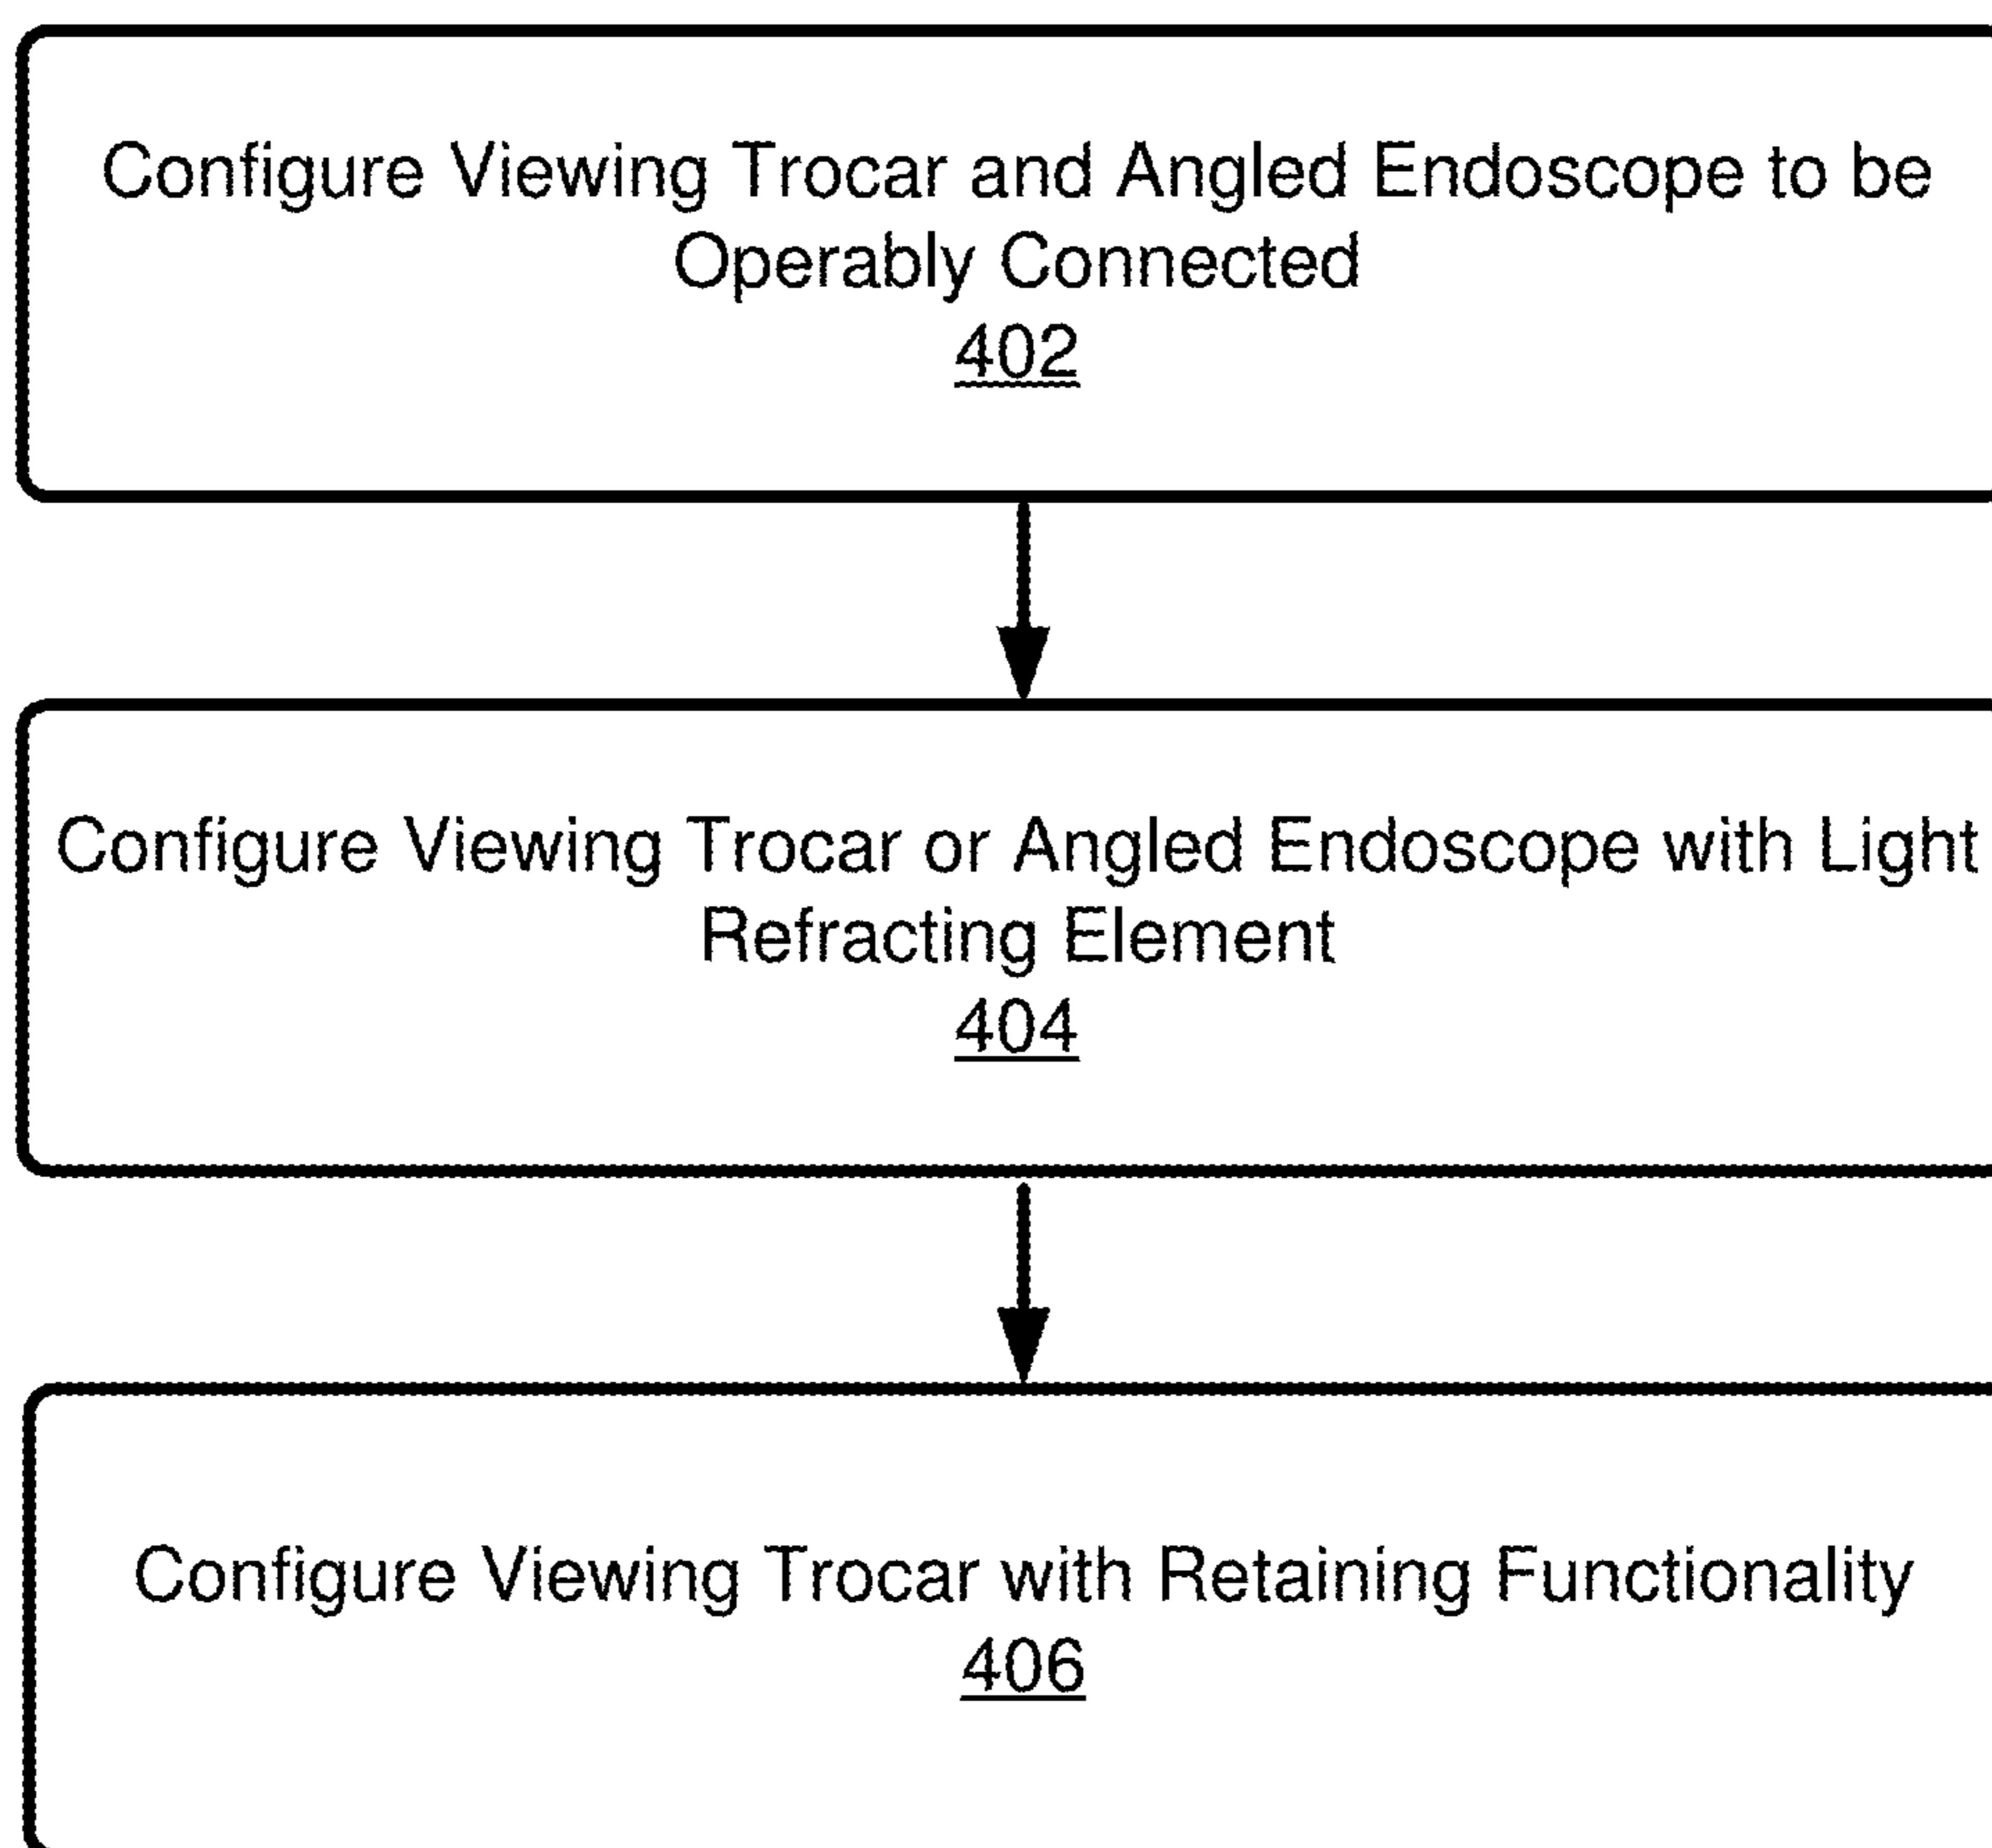 Configure Viewing Trocar and Angled Endoscope to be
Operably Connected
402
Configure Viewing Trocar or Angled Endoscope with Light
Refracting Element
404
Configure Viewing Trocar with Retaining Functionality
406